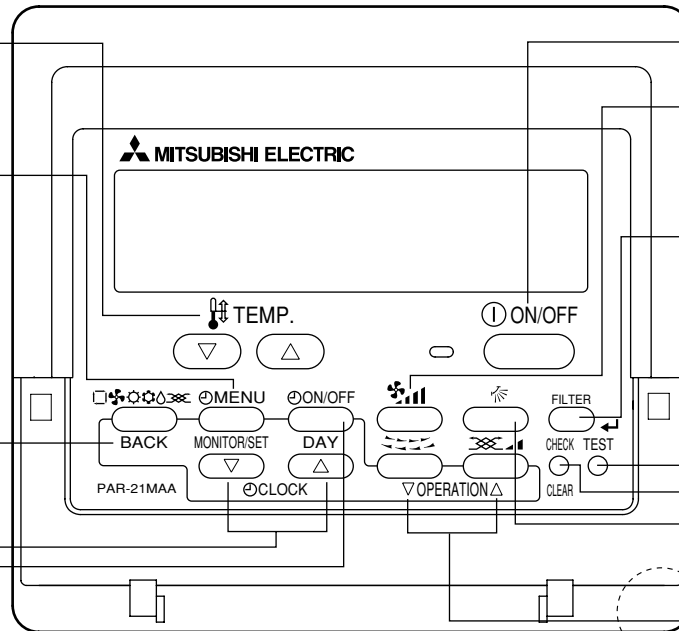 MITSUBISHI ELECTRIC
TEMP.
ON/OFF
MENU
ON/OFF
FILTER
BACK
MONITOR/SET
DAY
CHECK
TEST
PAR-21MAA
CLOCK
OPERATION
CLEAR